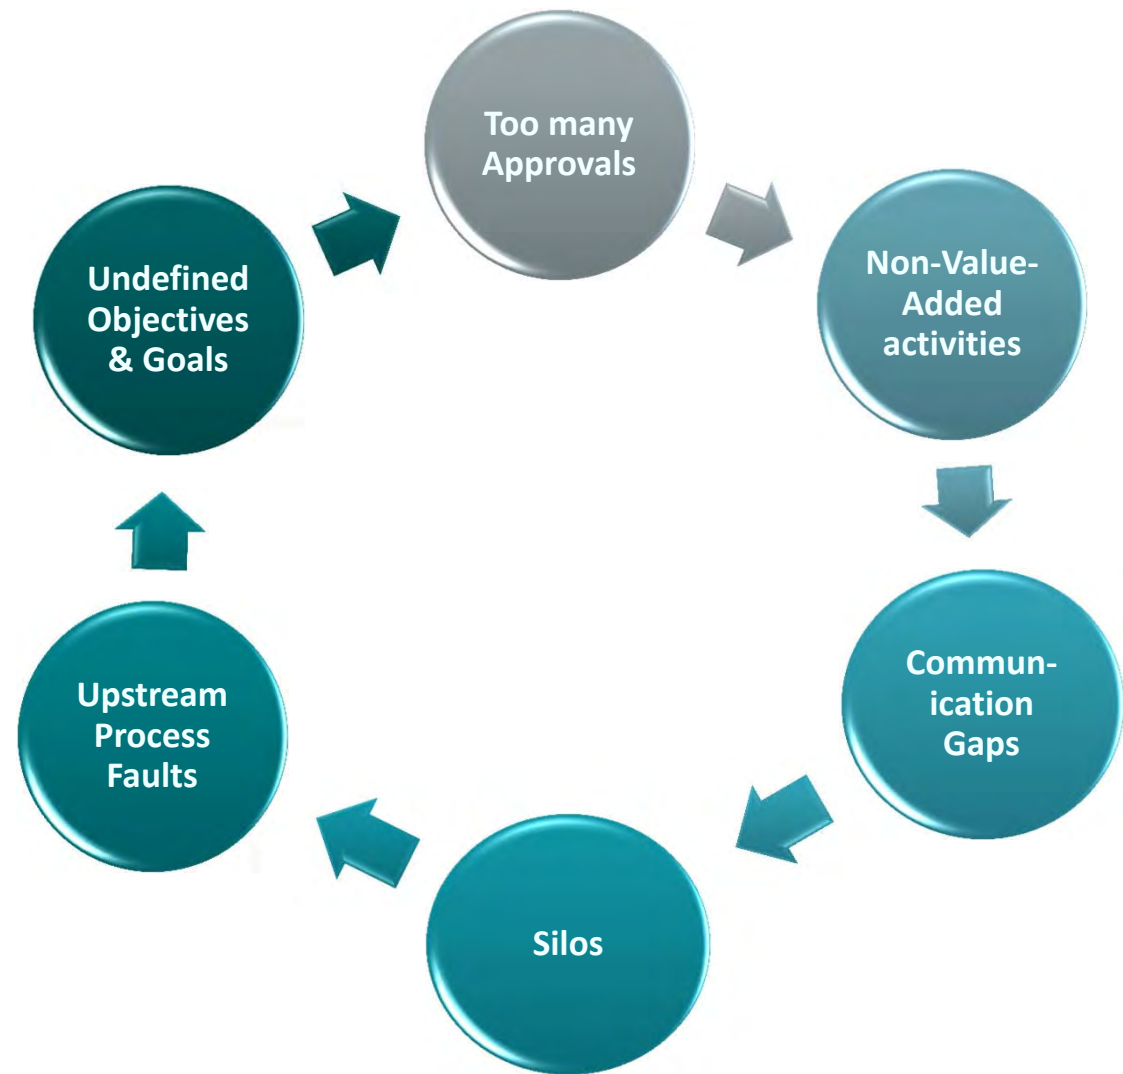 Too many
Approvals
Non-Value-
Added
activities
Commun-
ication
Gaps
Silos
Upstream
Process
Faults
Undefined
Objectives
& Goals